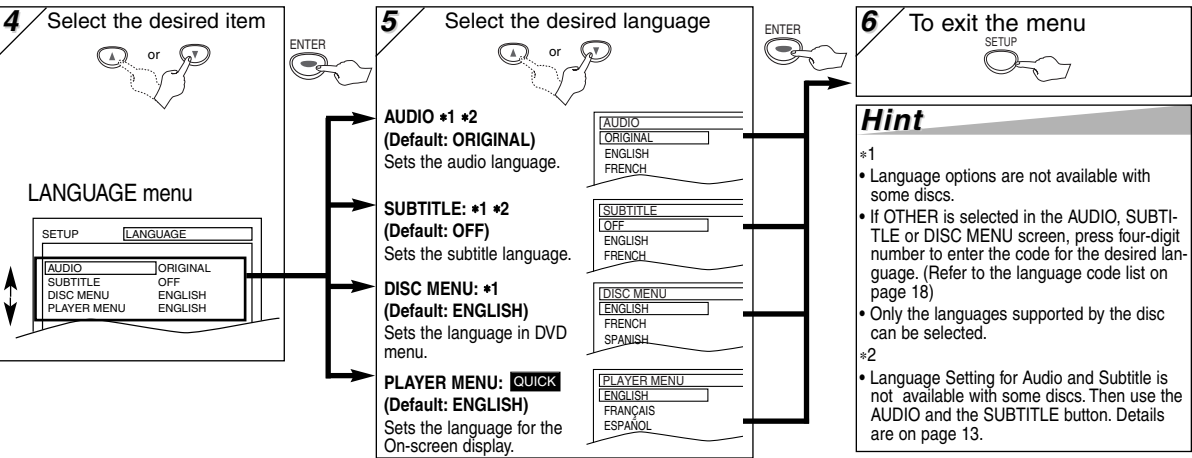 4 Select the desired item
or
ENTER
LANGUAGE menu
SETUP LANGUAGE
AUDIO ORIGINAL
SUBTITLE OFF
DISC MENU ENGLISH
PLAYER MENU ENGLISH
5 Select the desired language
or
ENTER
AUDIO *1 *2
(Default: ORIGINAL)
Sets the audio language.
AUDIO
ORIGINAL
ENGLISH
FRENCH
SUBTITLE: *1 *2
(Default: OFF)
Sets the subtitle language.
SUBTITLE
OFF
ENGLISH
FRENCH
DISC MENU: *1
(Default: ENGLISH)
Sets the language in DVD
menu.
DISC MENU
ENGLISH
FRENCH
SPANISH
PLAYER MENU: QUICK
(Default: ENGLISH)
Sets the language for the
On-screen display.
PLAYER MENU
ENGLISH
FRANÇAIS
ESPAÑOL
6 To exit the menu
SETUP
Hint
*1
• Language options are not available with
some discs.
• If OTHER is selected in the AUDIO, SUBTI-
TLE or DISC MENU screen, press four-digit
number to enter the code for the desired lan-
guage. (Refer to the language code list on
page 18)
• Only the languages supported by the disc
can be selected.
*2
• Language Setting for Audio and Subtitle is
not available with some discs. Then use the
AUDIO and the SUBTITLE button. Details
are on page 13.